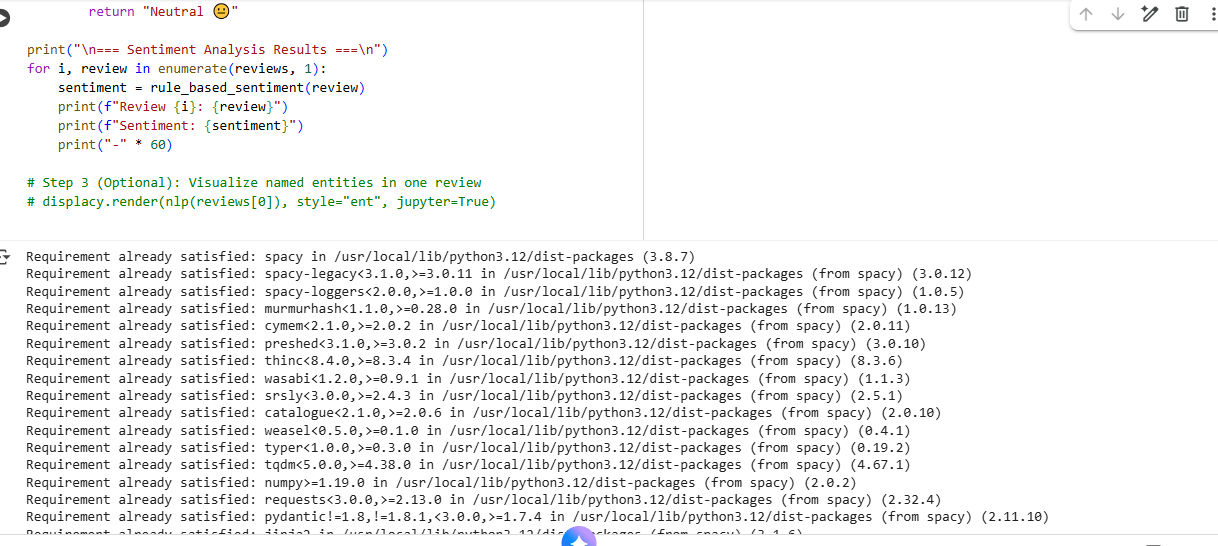 return "Neutral 😐"
print("\n=== Sentiment Analysis Results ===\n")
for i, review in enumerate(reviews, 1):
sentiment = rule_based_sentiment(review)
print(f"Review {i}: {review}")
print(f"Sentiment: {sentiment}")
print("-" * 60)
# Step 3 (Optional): Visualize named entities in one review
# displacy.render(nlp(reviews[0]), style="ent", jupyter=True)
Requirement already satisfied: spacy in /usr/local/lib/python3.12/dist-packages (3.8.7)
Requirement already satisfied: spacy-legacy<3.1.0,>=3.0.11 in /usr/local/lib/python3.12/dist-packages (from spacy) (3.0.12)
Requirement already satisfied: spacy-loggers<2.0.0,>=1.0.0 in /usr/local/lib/python3.12/dist-packages (from spacy) (1.0.5)
Requirement already satisfied: murmurhash<1.1.0,>=0.28.0 in /usr/local/lib/python3.12/dist-packages (from spacy) (1.0.13)
Requirement already satisfied: cymem<2.1.0,>=2.0.2 in /usr/local/lib/python3.12/dist-packages (from spacy) (2.0.11)
Requirement already satisfied: preshed<3.1.0,>=3.0.2 in /usr/local/lib/python3.12/dist-packages (from spacy) (3.0.10)
Requirement already satisfied: thinc<8.4.0,>=8.3.4 in /usr/local/lib/python3.12/dist-packages (from spacy) (8.3.6)
Requirement already satisfied: wasabi<1.2.0,>=0.9.1 in /usr/local/lib/python3.12/dist-packages (from spacy) (1.1.3)
Requirement already satisfied: srsly<3.0.0,>=2.4.3 in /usr/local/lib/python3.12/dist-packages (from spacy) (2.5.1)
Requirement already satisfied: catalogue<2.1.0,>=2.0.6 in /usr/local/lib/python3.12/dist-packages (from spacy) (2.0.10)
Requirement already satisfied: weasel<0.5.0,>=0.1.0 in /usr/local/lib/python3.12/dist-packages (from spacy) (0.4.1)
Requirement already satisfied: typer<1.0.0,>=0.3.0 in /usr/local/lib/python3.12/dist-packages (from spacy) (0.19.2)
Requirement already satisfied: tqdm<5.0.0,>=4.38.0 in /usr/local/lib/python3.12/dist-packages (from spacy) (4.67.1)
Requirement already satisfied: numpy>=1.19.0 in /usr/local/lib/python3.12/dist-packages (from spacy) (2.0.2)
Requirement already satisfied: requests<3.0.0,>=2.13.0 in /usr/local/lib/python3.12/dist-packages (from spacy) (2.32.4)
Requirement already satisfied: pydantic!=1.8,!=1.8.1,<3.0.0,>=1.7.4 in /usr/local/lib/python3.12/dist-packages (from spacy) (2.11.10)